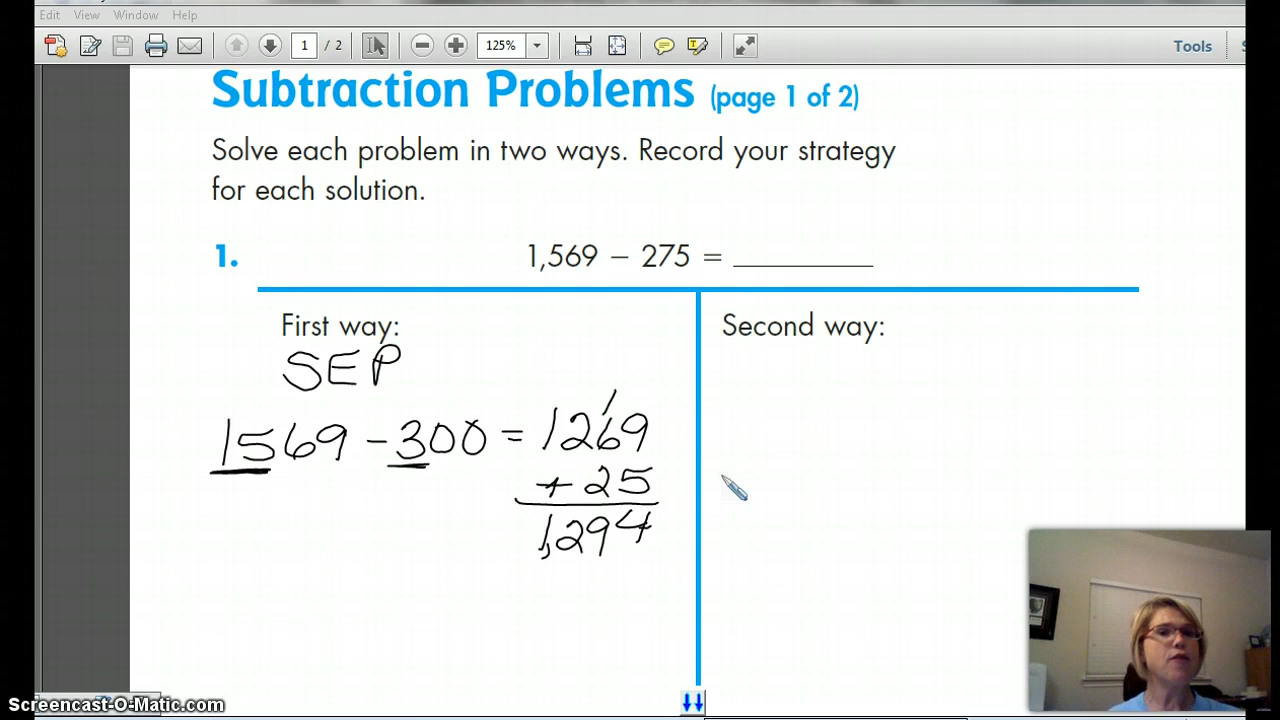 Edit View Window Help
1 / 2 125% Tools
Subtraction Problems (page 1 of 2)
Solve each problem in two ways. Record your strategy
for each solution.
1. 1,569 – 275 = ________
First way:
SEP
1
1569 - 300 = 1269
+ 25
1,294
Second way:
Screencast-O-Matic.com